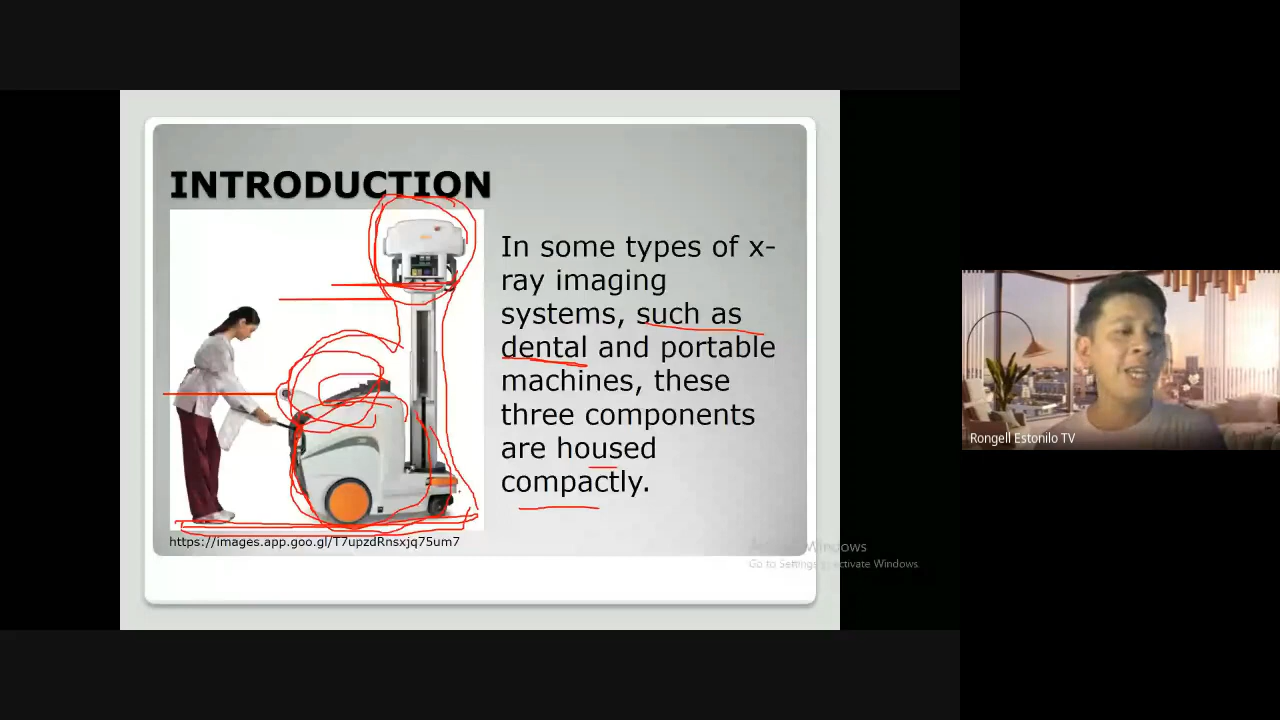 INTRODUCTION
In some types of x-
ray imaging
systems, such as
dental and portable
machines, these
three components
are housed
compactly.
https://images.app.goo.gl/T7upzdRnsxjq75um7
Windows
Go to Settings to activate Windows.
Rongell Estonilo TV